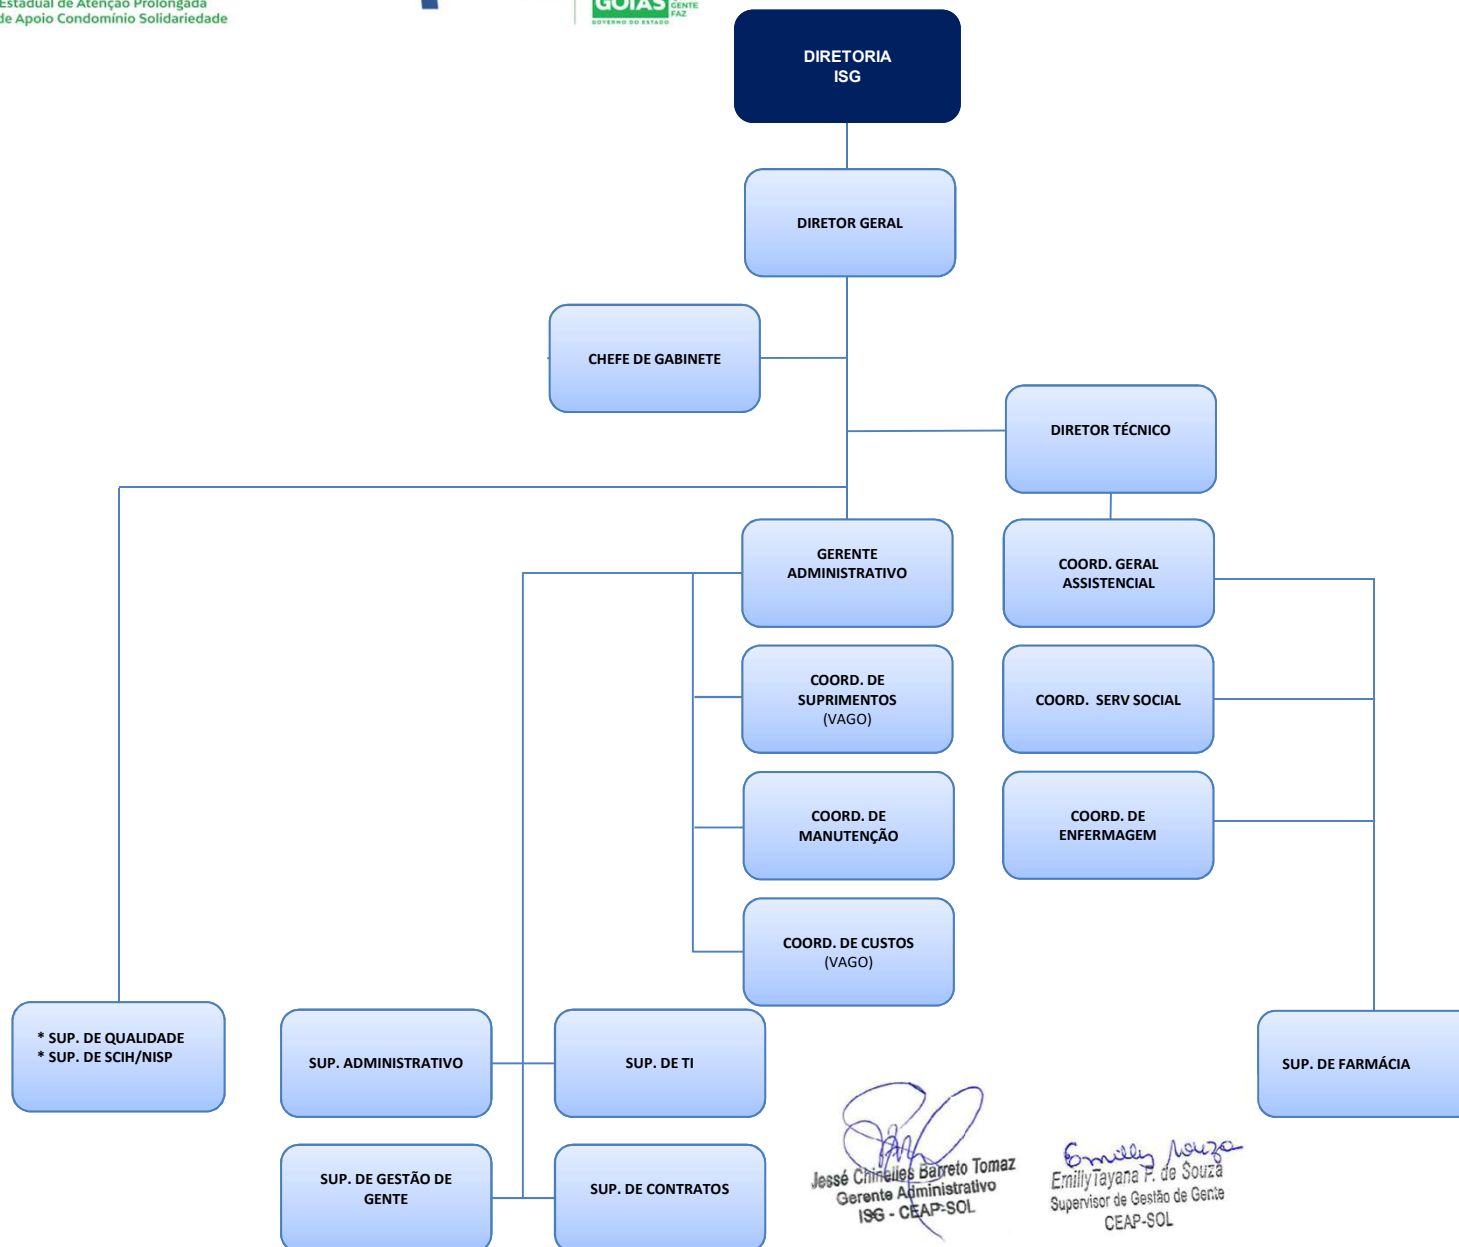 Estadual de Atenção Prolongada
de Apoio Condomínio Solidariedade
GOIÁS
GENTE
FAZ
GOVERNO DO ESTADO
DIRETORIA
ISG
DIRETOR GERAL
CHEFE DE GABINETE
DIRETOR TÉCNICO
GERENTE
ADMINISTRATIVO
COORD. GERAL
ASSISTENCIAL
COORD. DE
SUPRIMENTOS
(VAGO)
COORD. SERV SOCIAL
COORD. DE
MANUTENÇÃO
COORD. DE
ENFERMAGEM
COORD. DE CUSTOS
(VAGO)
* SUP. DE QUALIDADE
* SUP. DE SCIH/NISP
SUP. ADMINISTRATIVO
SUP. DE TI
SUP. DE FARMÁCIA
SUP. DE GESTÃO DE
GENTE
SUP. DE CONTRATOS
Jessé Chinelles Barreto Tomaz
Gerente Administrativo
ISG - CEAP-SOL
Emilly Souza
Emilly Tayana P. de Souza
Supervisor de Gestão de Gente
CEAP-SOL